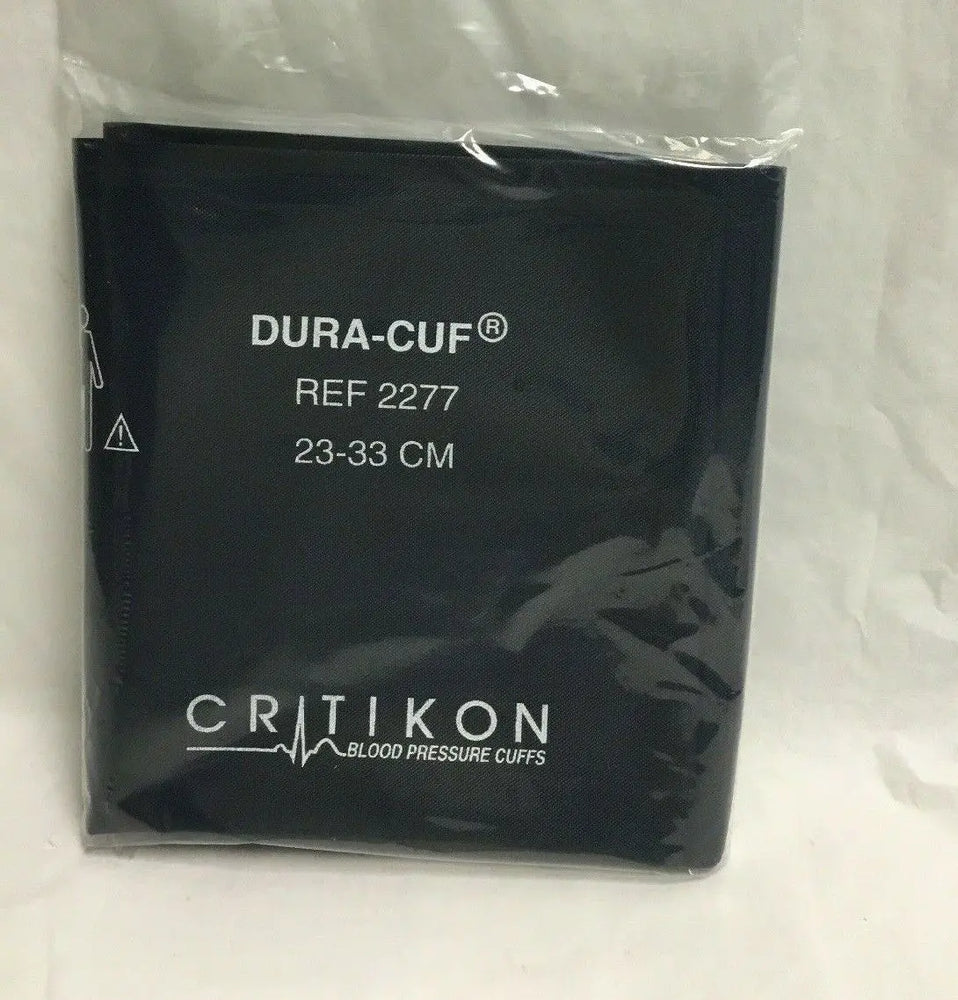 DURA-CUF®
REF 2277
23-33 CM
CRITIKON
BLOOD PRESSURE CUFFS